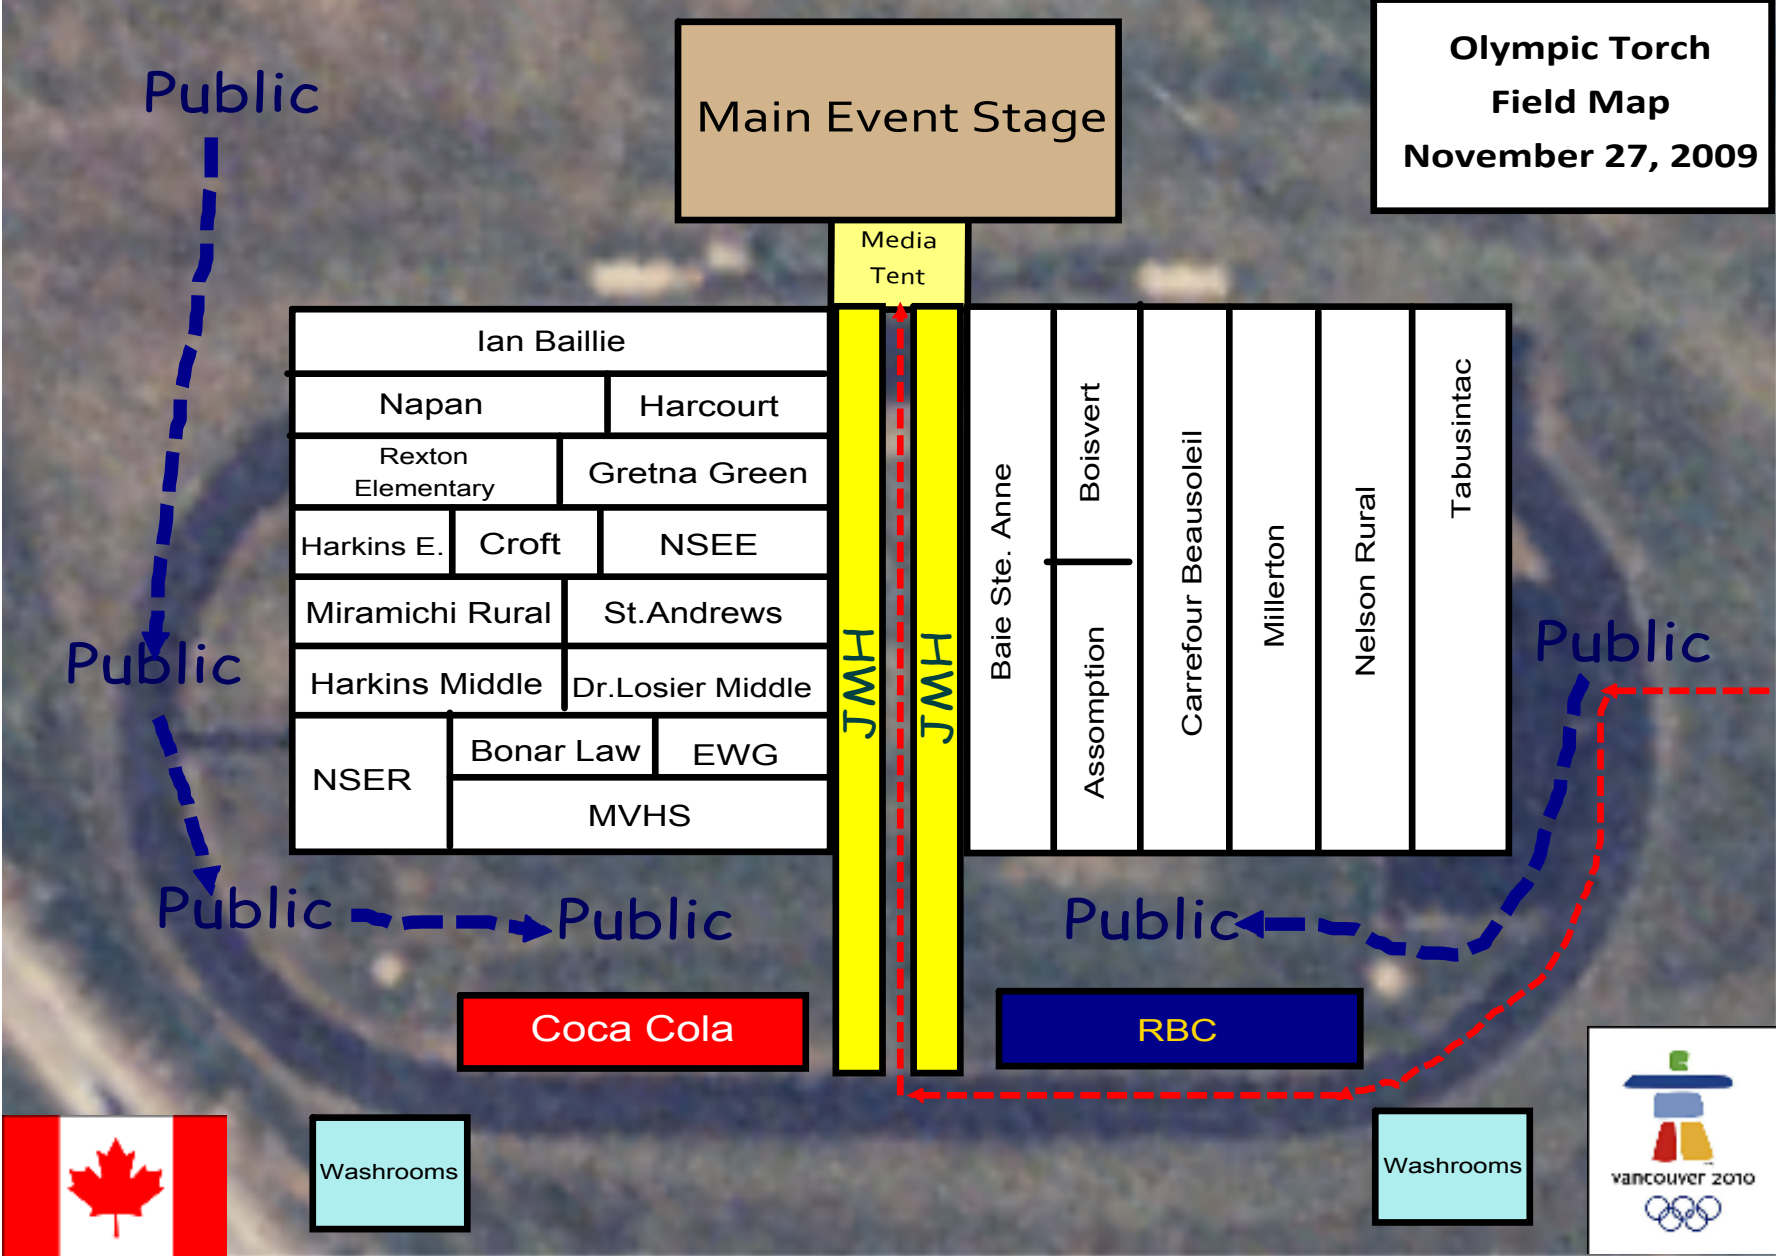 Public
Main Event Stage
Olympic Torch
Field Map
November 27, 2009
Media
Tent
Ian Baillie
Napan
Harcourt
Rexton
Elementary
Gretna Green
Harkins E.
Croft
NSEE
Miramichi Rural
St.Andrews
Harkins Middle
Dr.Losier Middle
NSER
Bonar Law
EWG
MVHS
JMH
JMH
Baie Ste. Anne
Boisvert
Assomption
Carrefour Beausoleil
Millerton
Nelson Rural
Tabusintac
Public
Public
Public
Public
Public
Coca Cola
RBC
Washrooms
Washrooms
vancouver 2010